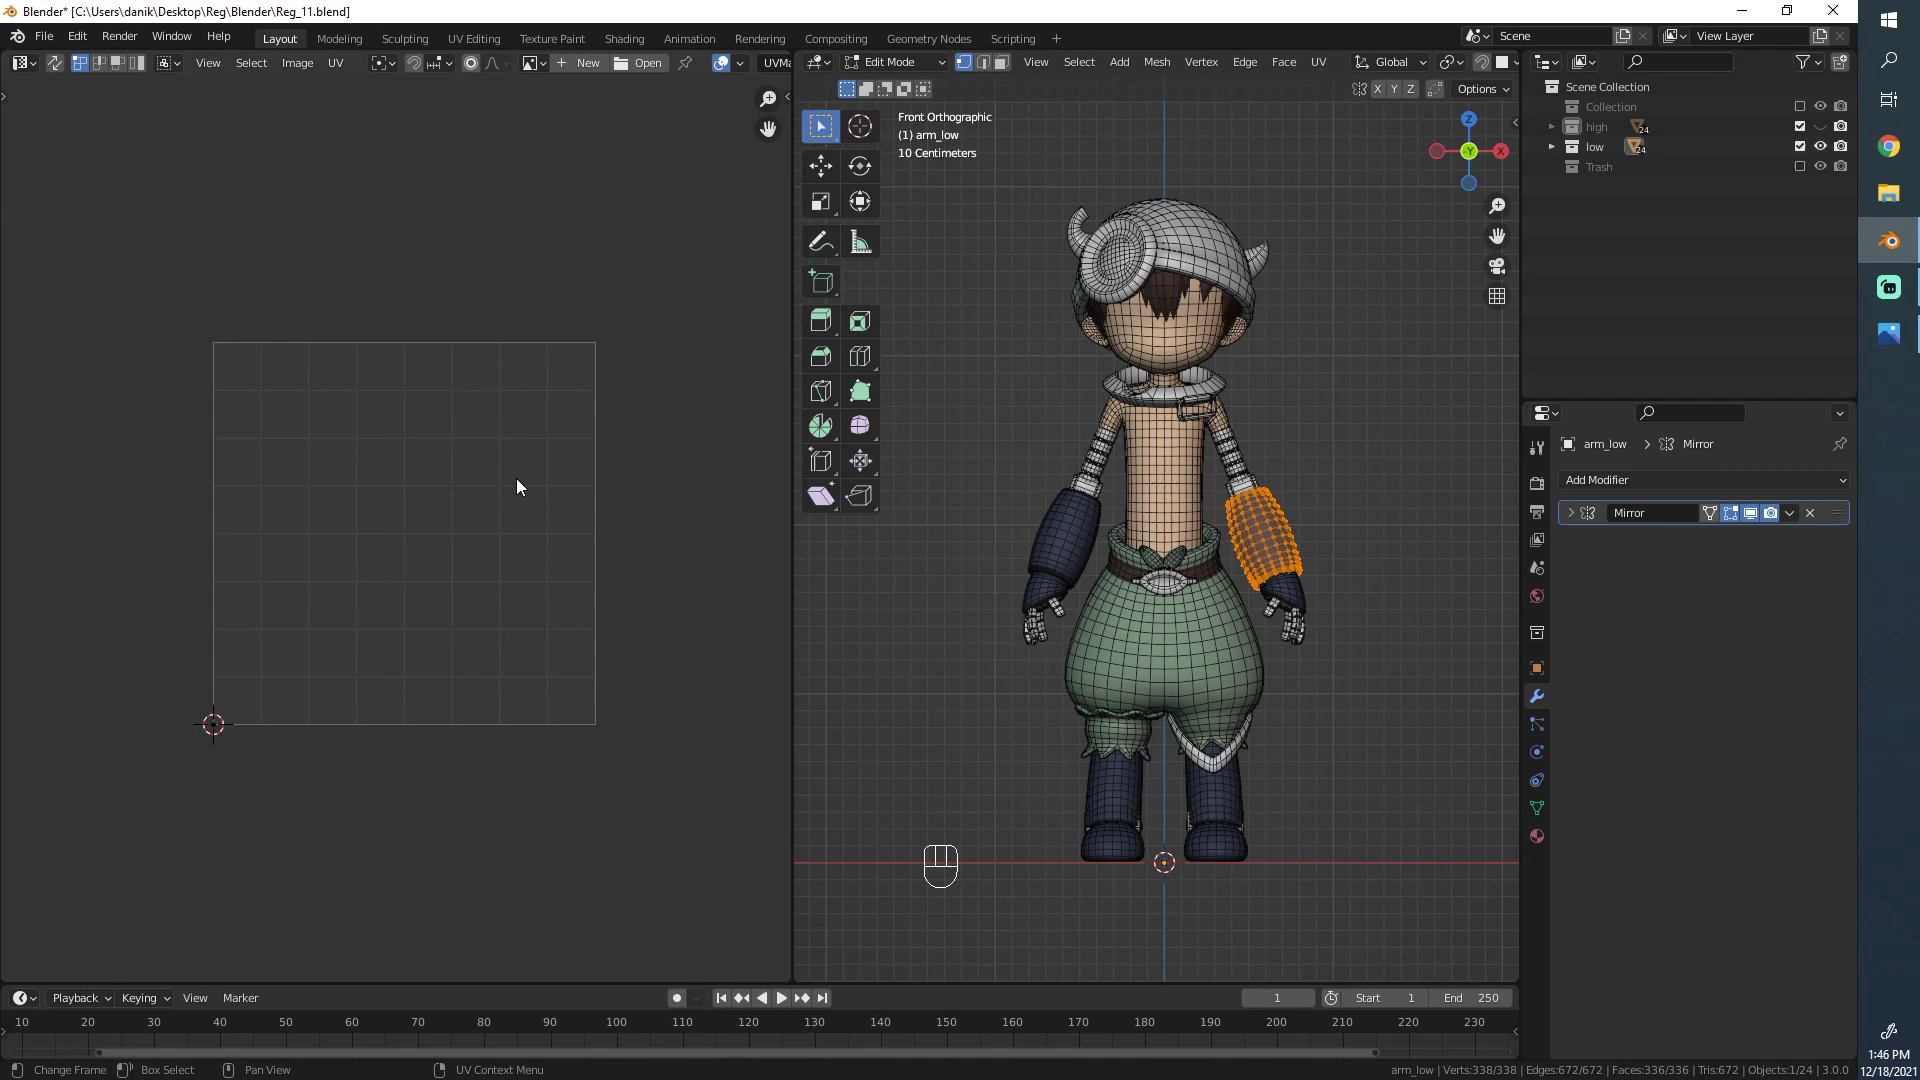 Blender* [C:\Users\danik\Desktop\Reg\Blender\Reg_11.blend]
File Edit Render Window Help
Layout Modeling Sculpting UV Editing Texture Paint Shading Animation Rendering Compositing Geometry Nodes Scripting +
Scene View Layer
View Select Image UV New Open UVMa
Edit Mode View Select Add Mesh Vertex Edge Face UV Global
X Y Z Options
Front Orthographic
(1) arm_low
10 Centimeters
Z
-Y X
Scene Collection
Collection
high 24
low 24
Trash
arm_low > Mirror
Add Modifier
Mirror
Playback Keying View Marker
1 Start 1 End 250
10 20 30 40 50 60 70 80 90 100 110 120 130 140 150 160 170 180 190 200 210 220 230
Change Frame Box Select Pan View UV Context Menu
arm_low | Verts:338/338 | Edges:672/672 | Faces:336/336 | Tris:672 | Objects:1/24 | 3.0.0
1:46 PM
12/18/2021